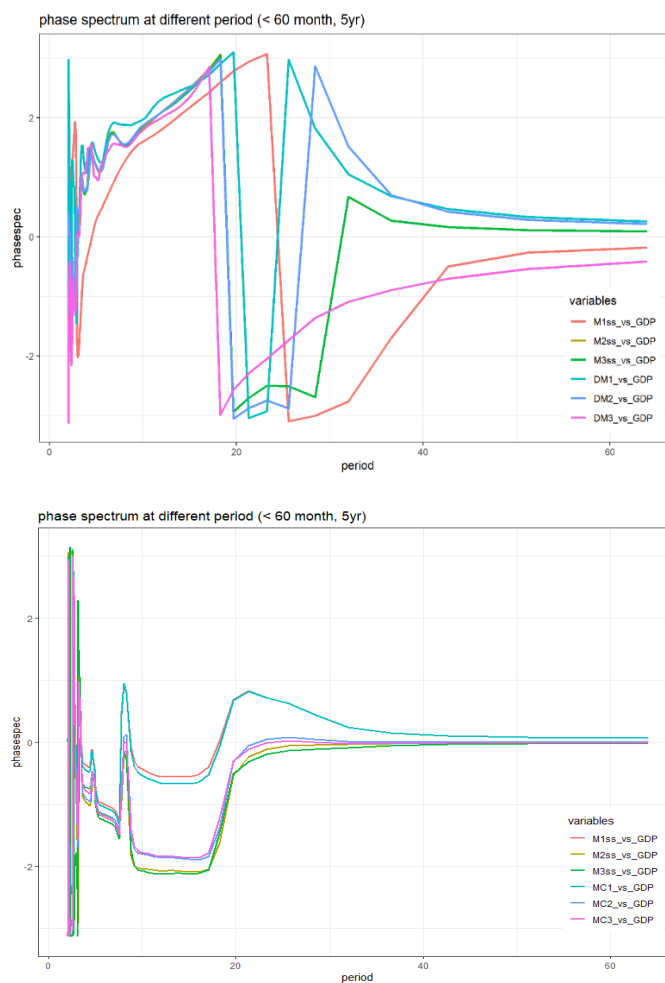 phase spectrum at different period (< 60 month, 5yr)
2
0
-2
phasespec
variables
M1ss_vs_GDP
M2ss_vs_GDP
M3ss_vs_GDP
DM1_vs_GDP
DM2_vs_GDP
DM3_vs_GDP
0 20 40 60
period
phase spectrum at different period (< 60 month, 5yr)
2
0
-2
phasespec
variables
M1ss_vs_GDP
M2ss_vs_GDP
M3ss_vs_GDP
MC1_vs_GDP
MC2_vs_GDP
MC3_vs_GDP
0 20 40 60
period